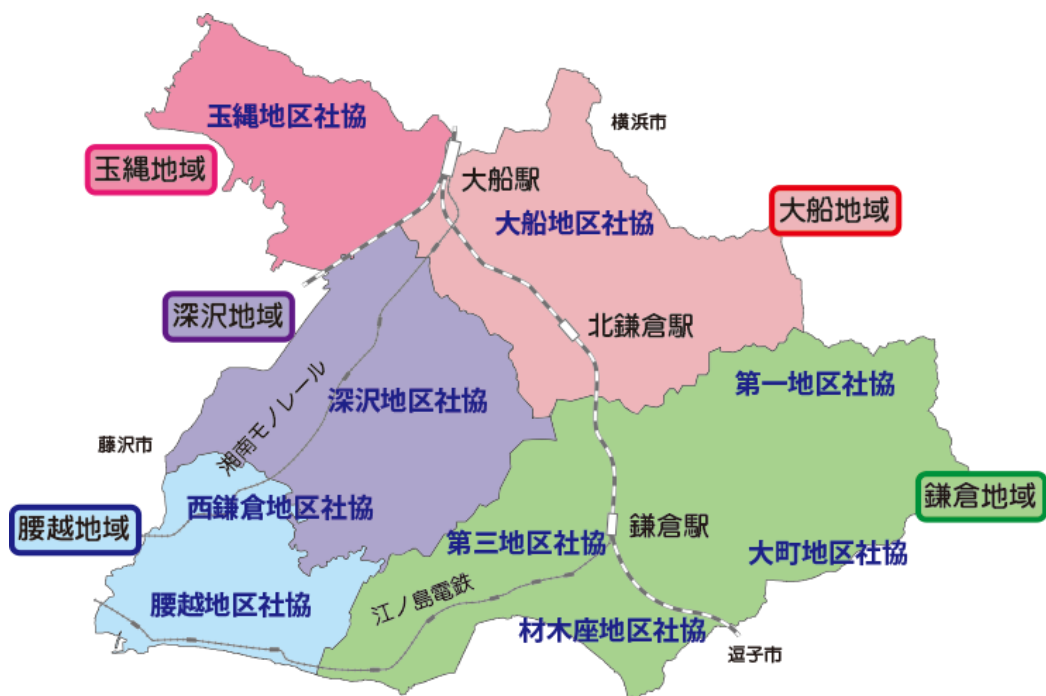 玉縄地区社協
横浜市
玉縄地域
大船駅
大船地域
大船地区社協
深沢地域
北鎌倉駅
第一地区社協
深沢地区社協
湘南モノレール
藤沢市
西鎌倉地区社協
鎌倉地域
腰越地域
鎌倉駅
第三地区社協
大町地区社協
江ノ島電鉄
腰越地区社協
材木座地区社協
逗子市